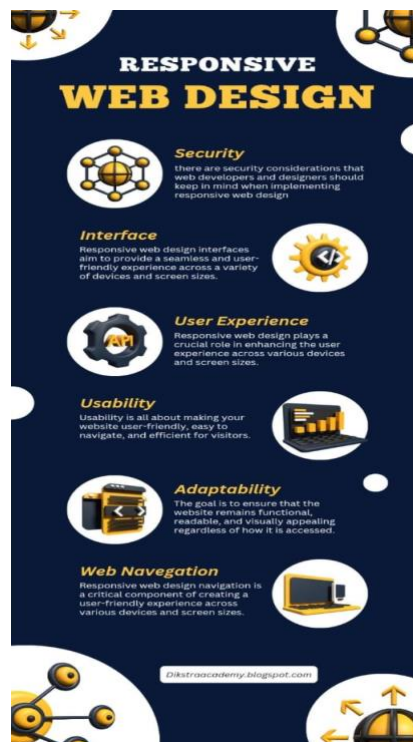 RESPONSIVE
WEB DESIGN
Security
there are security considerations that
web developers and designers should
keep in mind when implementing
responsive web design
Interface
Responsive web design interfaces
aim to provide a seamless and user-
friendly experience across a variety
of devices and screen sizes.
</>
User Experience
Responsive web design plays a
crucial role in enhancing the user
experience across various devices
and screen sizes.
API
Usability
Usability is all about making your
website user-friendly, easy to
navigate, and efficient for visitors.
Adaptability
The goal is to ensure that the
website remains functional,
readable, and visually appealing
regardless of how it is accessed.
Web Navegation
Responsive web design navigation is
a critical component of creating a
user-friendly experience across
various devices and screen sizes.
Dikstraacademy.blogspot.com